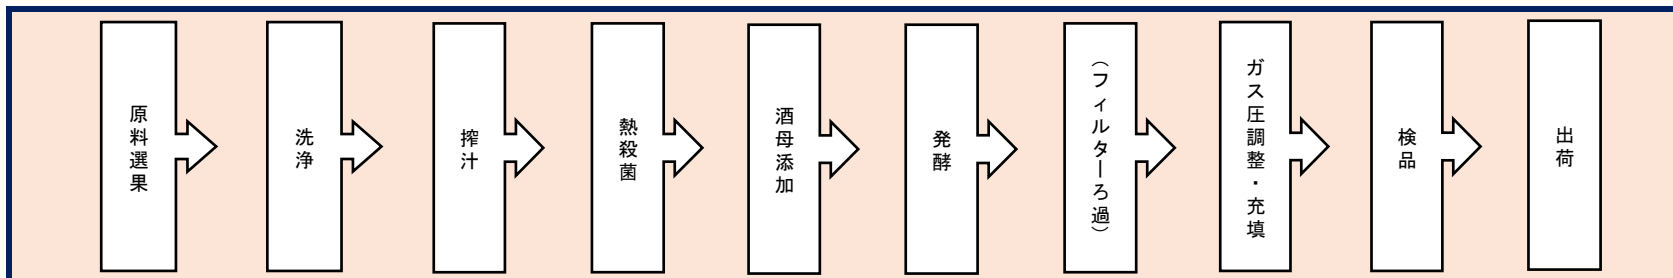 原料選果
洗浄
搾汁
熱殺菌
酒母添加
発酵
（フィルターろ過）
ガス圧調整・充填
検品
出荷